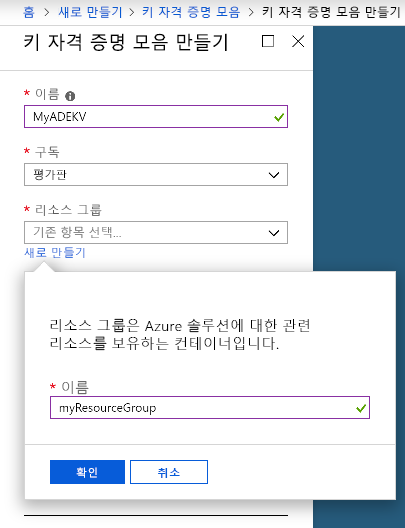 홈 > 새로 만들기 > 키 자격 증명 모음 > 키 자격 증명 모음 만들기
키 자격 증명 모음 만들기
* 이름
MyADEKV
* 구독
평가판
* 리소스 그룹
기존 항목 선택...
새로 만들기
리소스 그룹은 Azure 솔루션에 대한 관련
리소스를 보유하는 컨테이너입니다.
* 이름
myResourceGroup
확인 취소